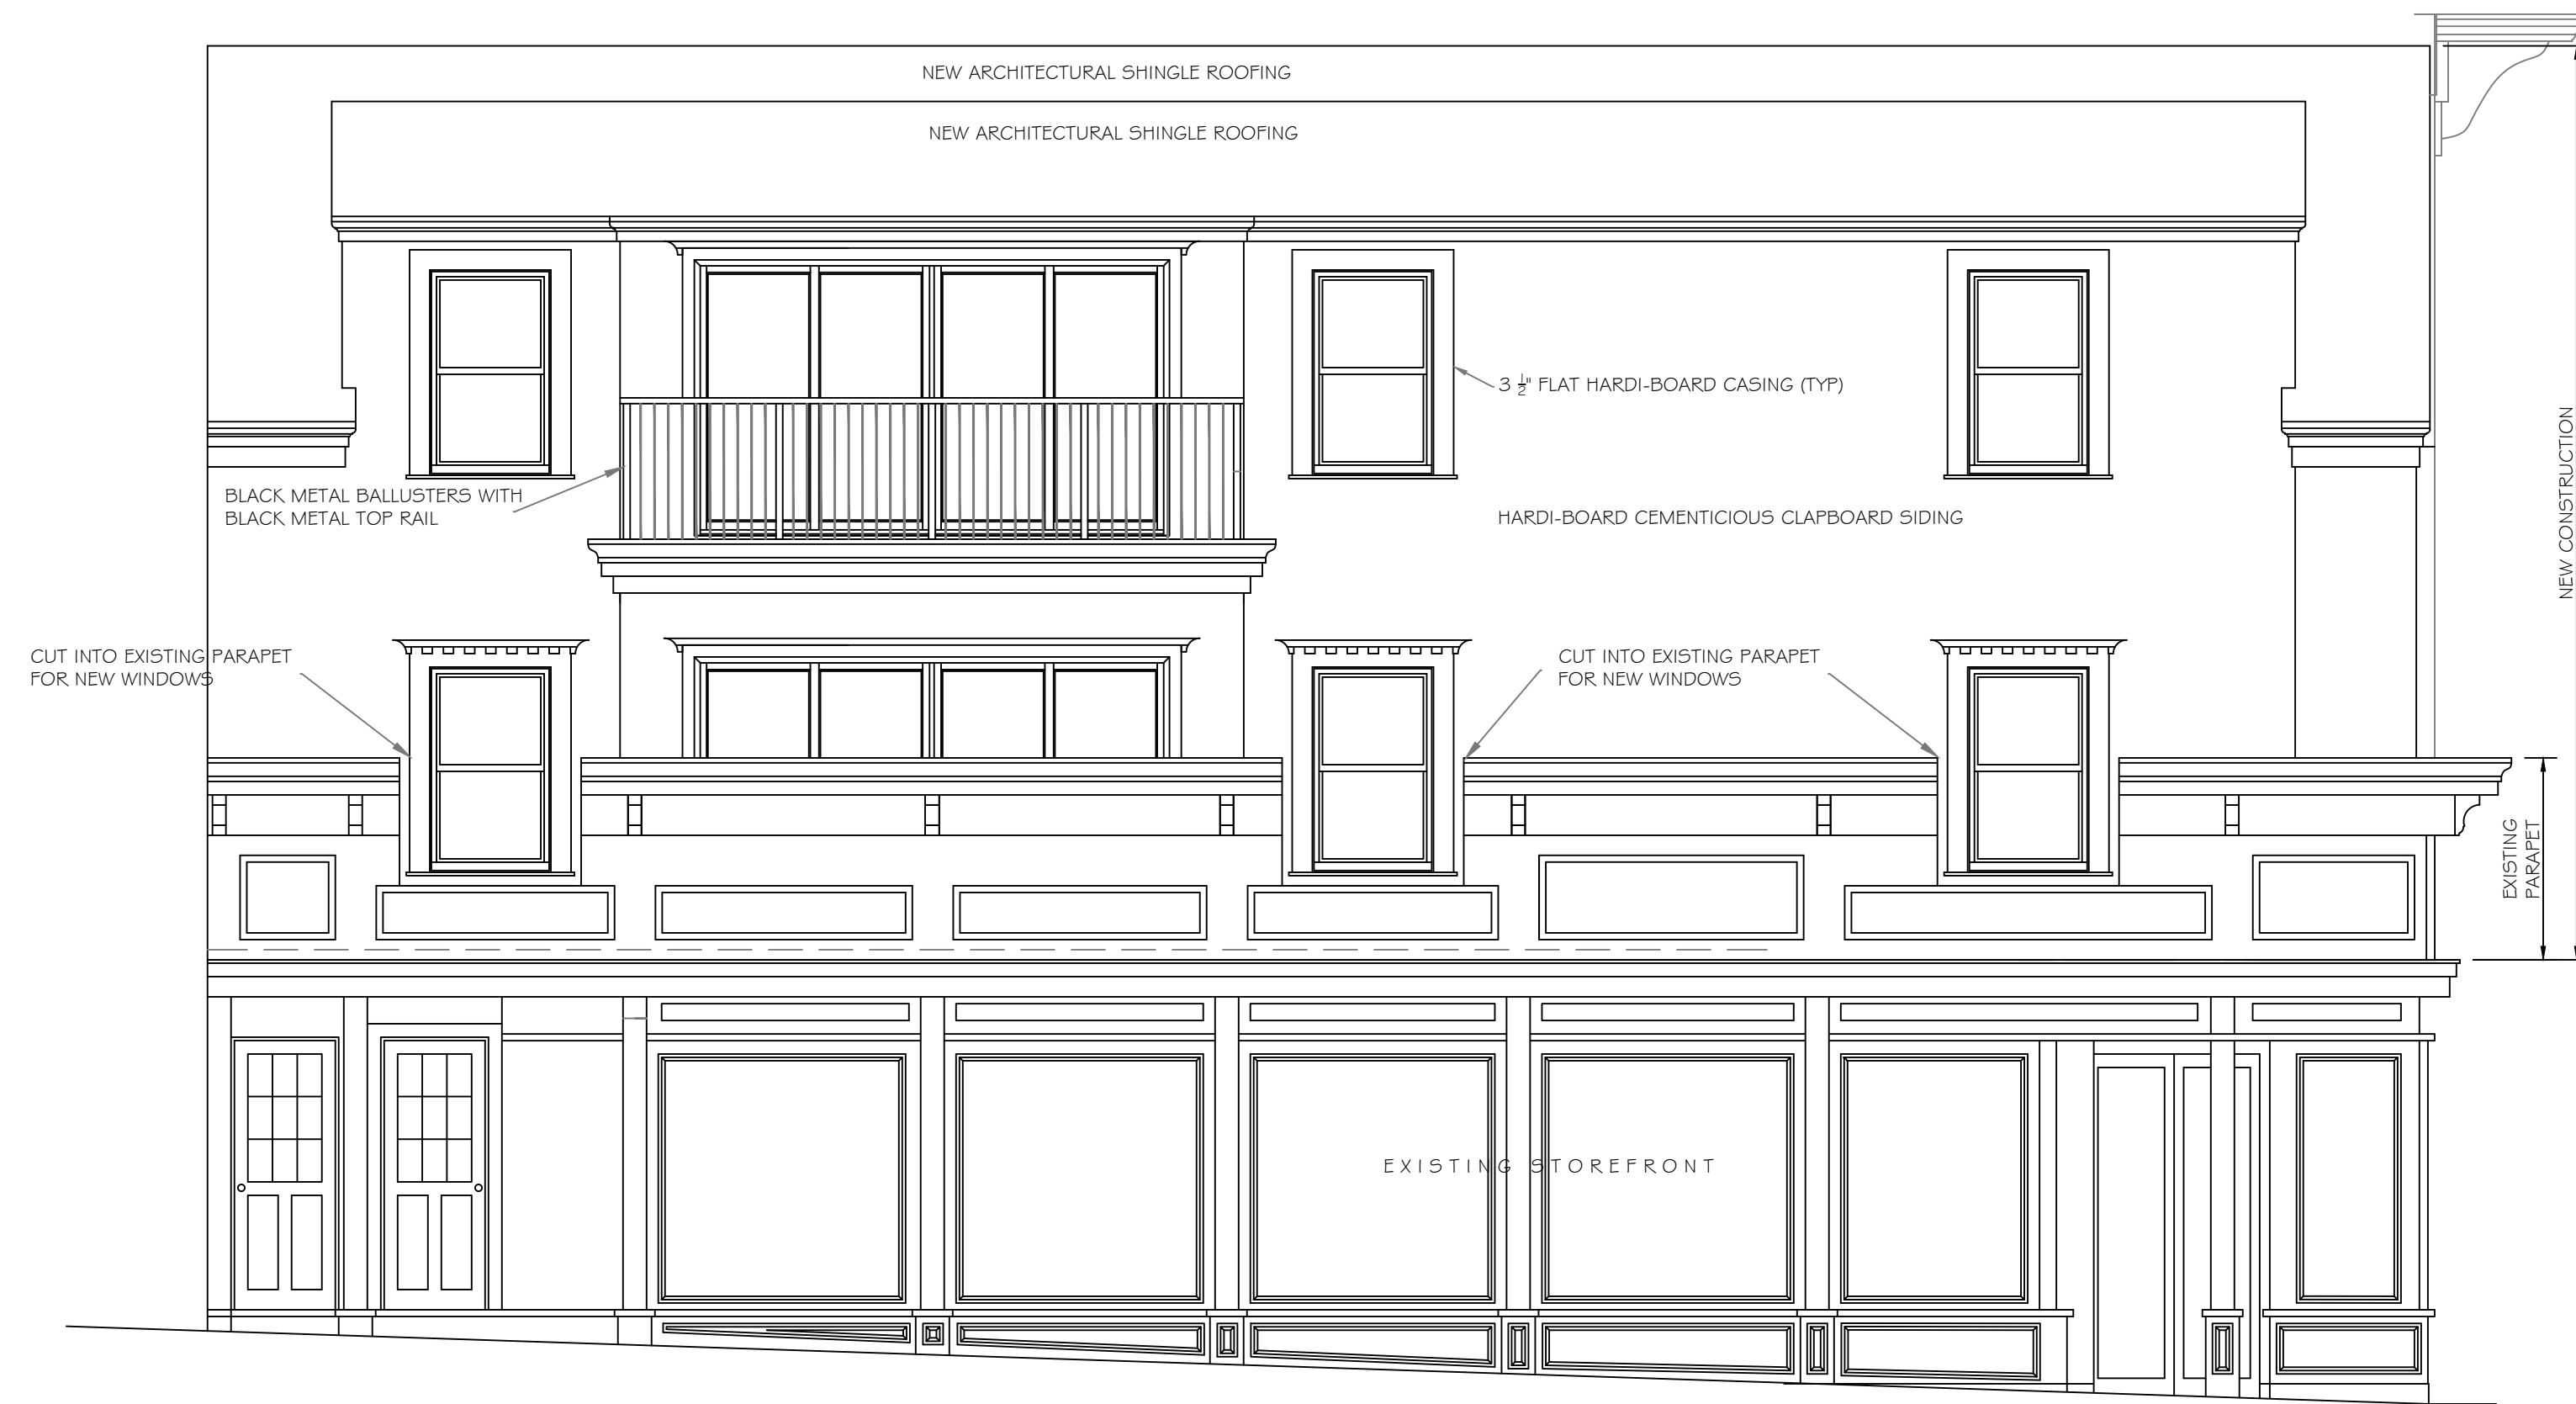 NEW ARCHITECTURAL SHINGLE ROOFING
NEW ARCHITECTURAL SHINGLE ROOFING
3 1/2" FLAT HARDI-BOARD CASING (TYP)
BLACK METAL BALLUSTERS WITH
BLACK METAL TOP RAIL
HARDI-BOARD CEMENTICIOUS CLAPBOARD SIDING
NEW CONSTRUCTION
CUT INTO EXISTING PARAPET
FOR NEW WINDOWS
CUT INTO EXISTING PARAPET
FOR NEW WINDOWS
EXISTING
PARAPET
EXISTING STOREFRONT